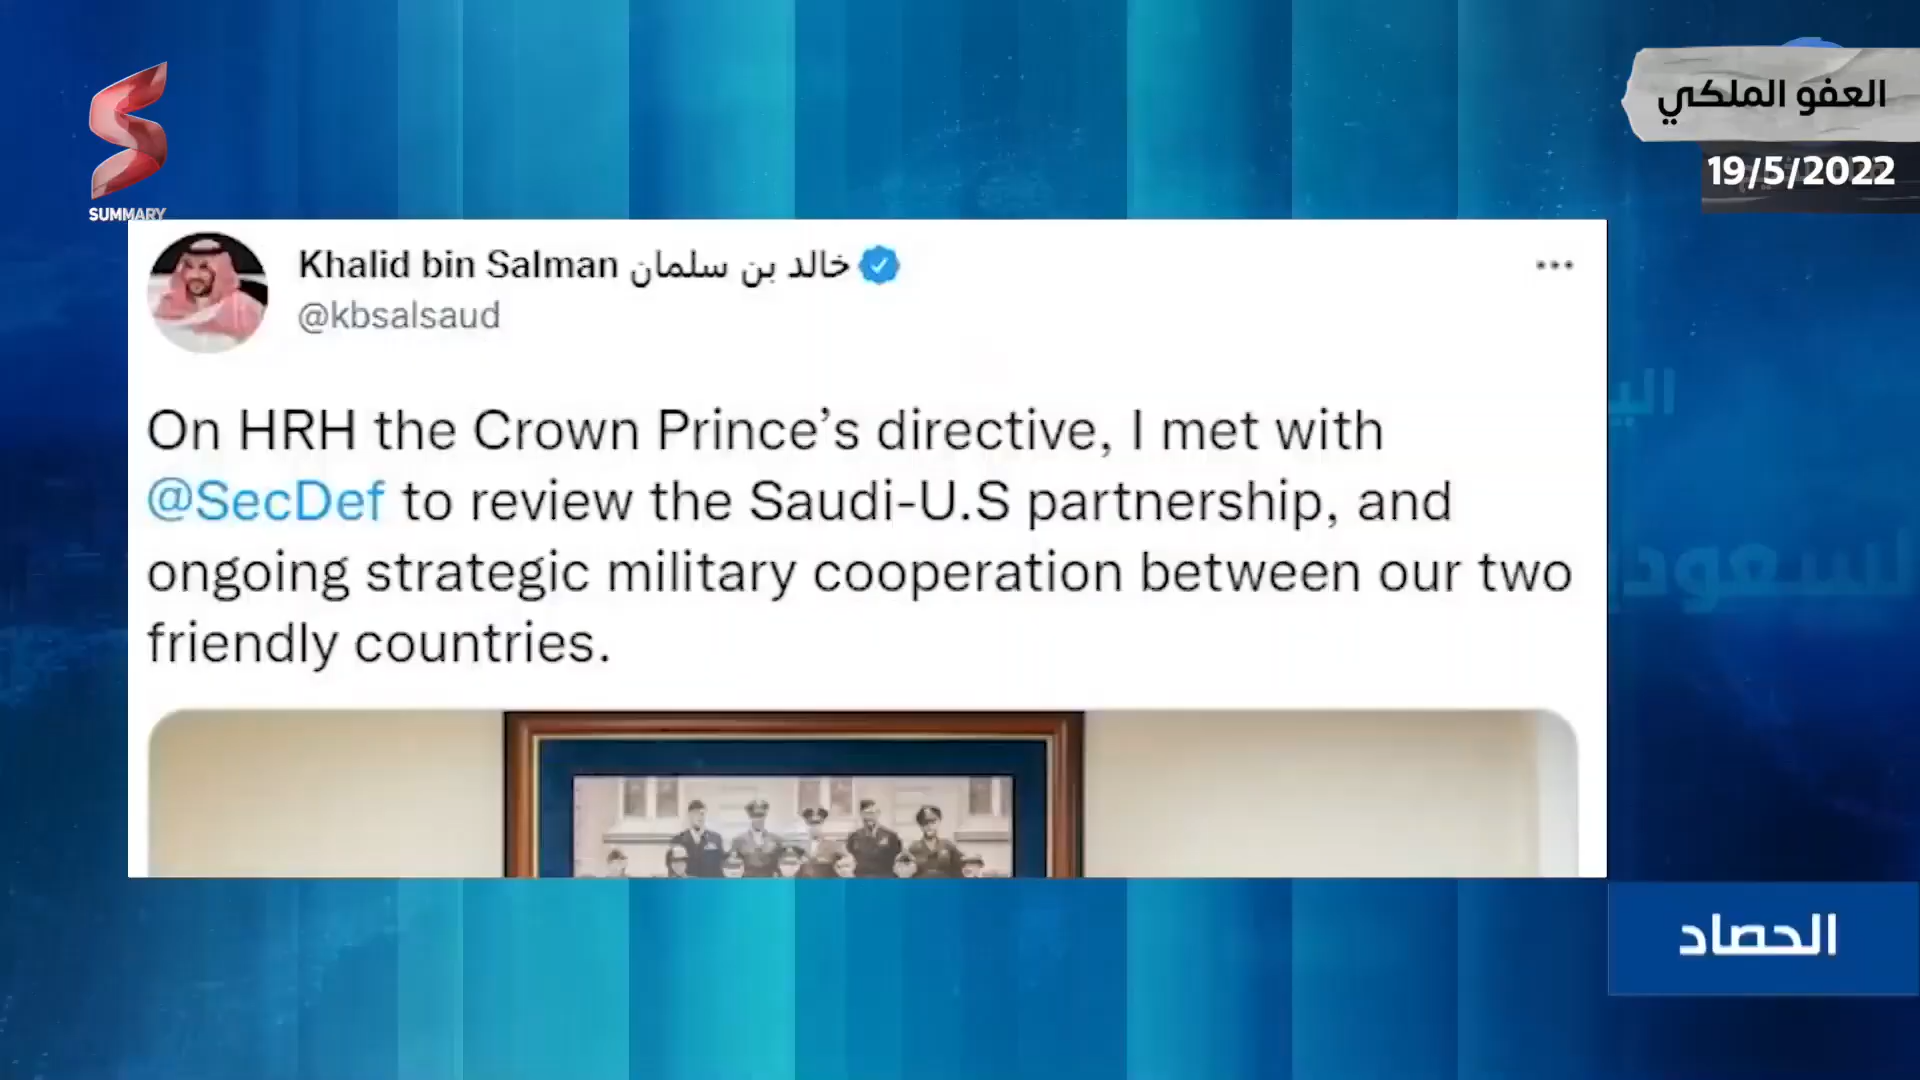 العفو الملكي
19/5/2022
SUMMARY
Khalid bin Salman خالد بن سلمان
@kbsalsaud
On HRH the Crown Prince’s directive, I met with
@SecDef to review the Saudi-U.S partnership, and
ongoing strategic military cooperation between our two
friendly countries.
الحصاد